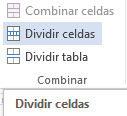 Combinar celdas
Dividir celdas
Dividir tabla
Combinar
Dividir celdas